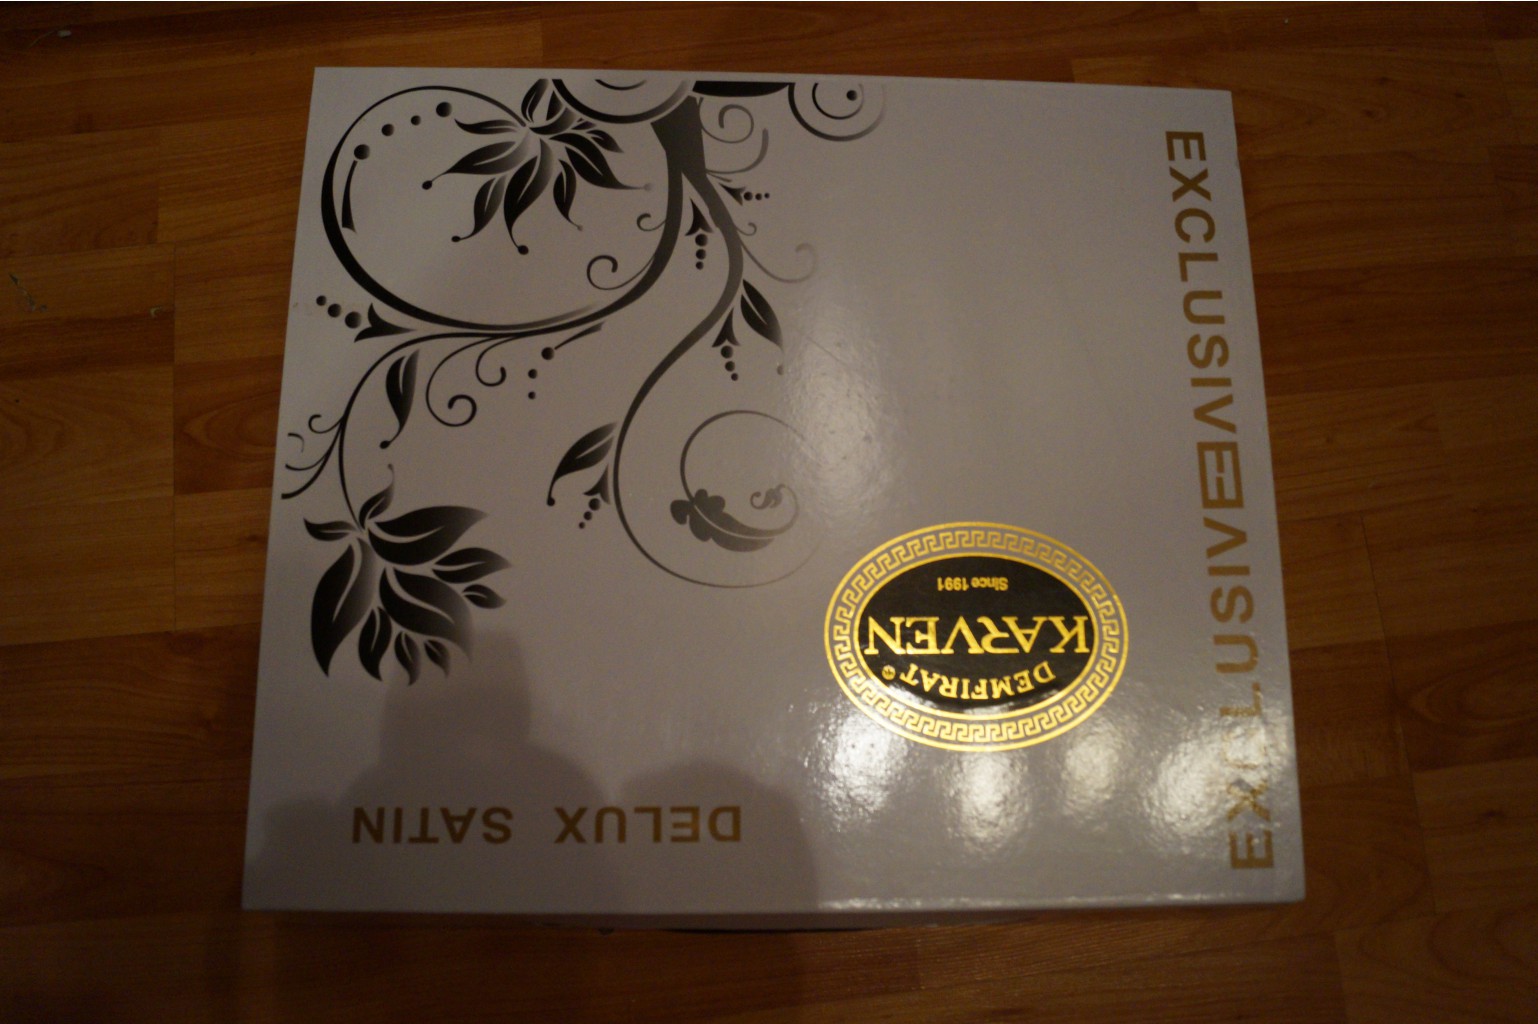 DELUX SATIN
DEMFIRAT®
KARVEN
Since 1991
EXCLUSIVE
EXCLUSIVE